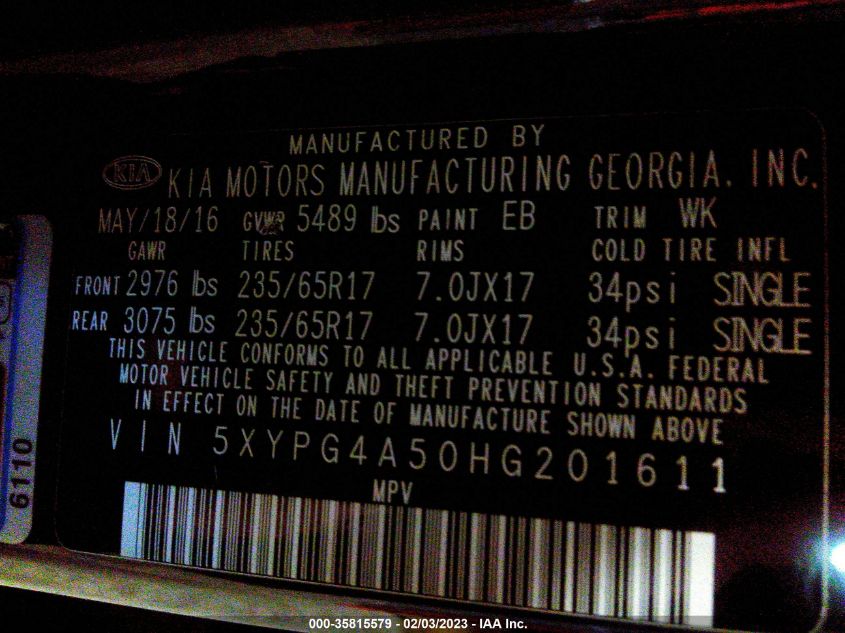 MANUFACTURED BY
KIA KIA MOTORS MANUFACTURING GEORGIA. INC.
MAY/18/16 GVWR 5489 lbs PAINT EB TRIM WK
GAWR TIRES RIMS COLD TIRE INFL
FRONT 2976 lbs 235/65R17 7.0JX17 34psi SINGLE
REAR 3075 lbs 235/65R17 7.0JX17 34psi SINGLE
THIS VEHICLE CONFORMS TO ALL APPLICABLE U.S.A. FEDERAL
MOTOR VEHICLE SAFETY AND THEFT PREVENTION STANDARDS
IN EFFECT ON THE DATE OF MANUFACTURE SHOWN ABOVE
VIN 5XYPG4A50HG201611
MPV
6110
000-35815579 - 02/03/2023 - IAA Inc.